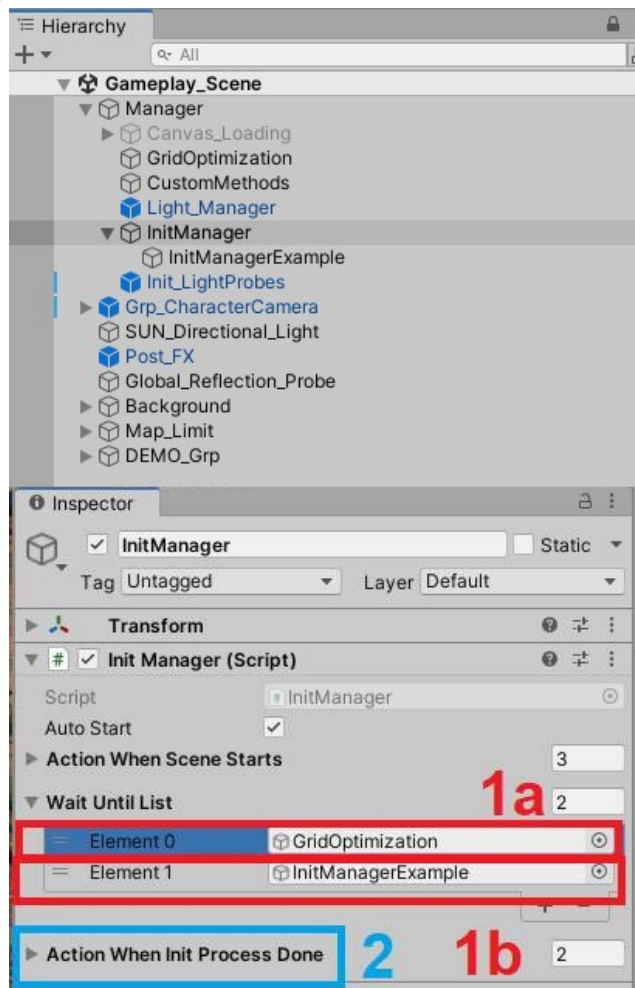 Hierarchy
All
Gameplay_Scene
Manager
Canvas_Loading
GridOptimization
CustomMethods
Light_Manager
InitManager
InitManagerExample
Init_LightProbes
Grp_CharacterCamera
SUN_Directional_Light
Post_FX
Global_Reflection_Probe
Background
Map_Limit
DEMO_Grp
Inspector
InitManager Static
Tag Untagged Layer Default
Transform
# Init Manager (Script)
Script InitManager
Auto Start
Action When Scene Starts 3
1a
Wait Until List 2
Element 0 GridOptimization
Element 1 InitManagerExample
+ -
Action When Init Process Done 2 1b 2